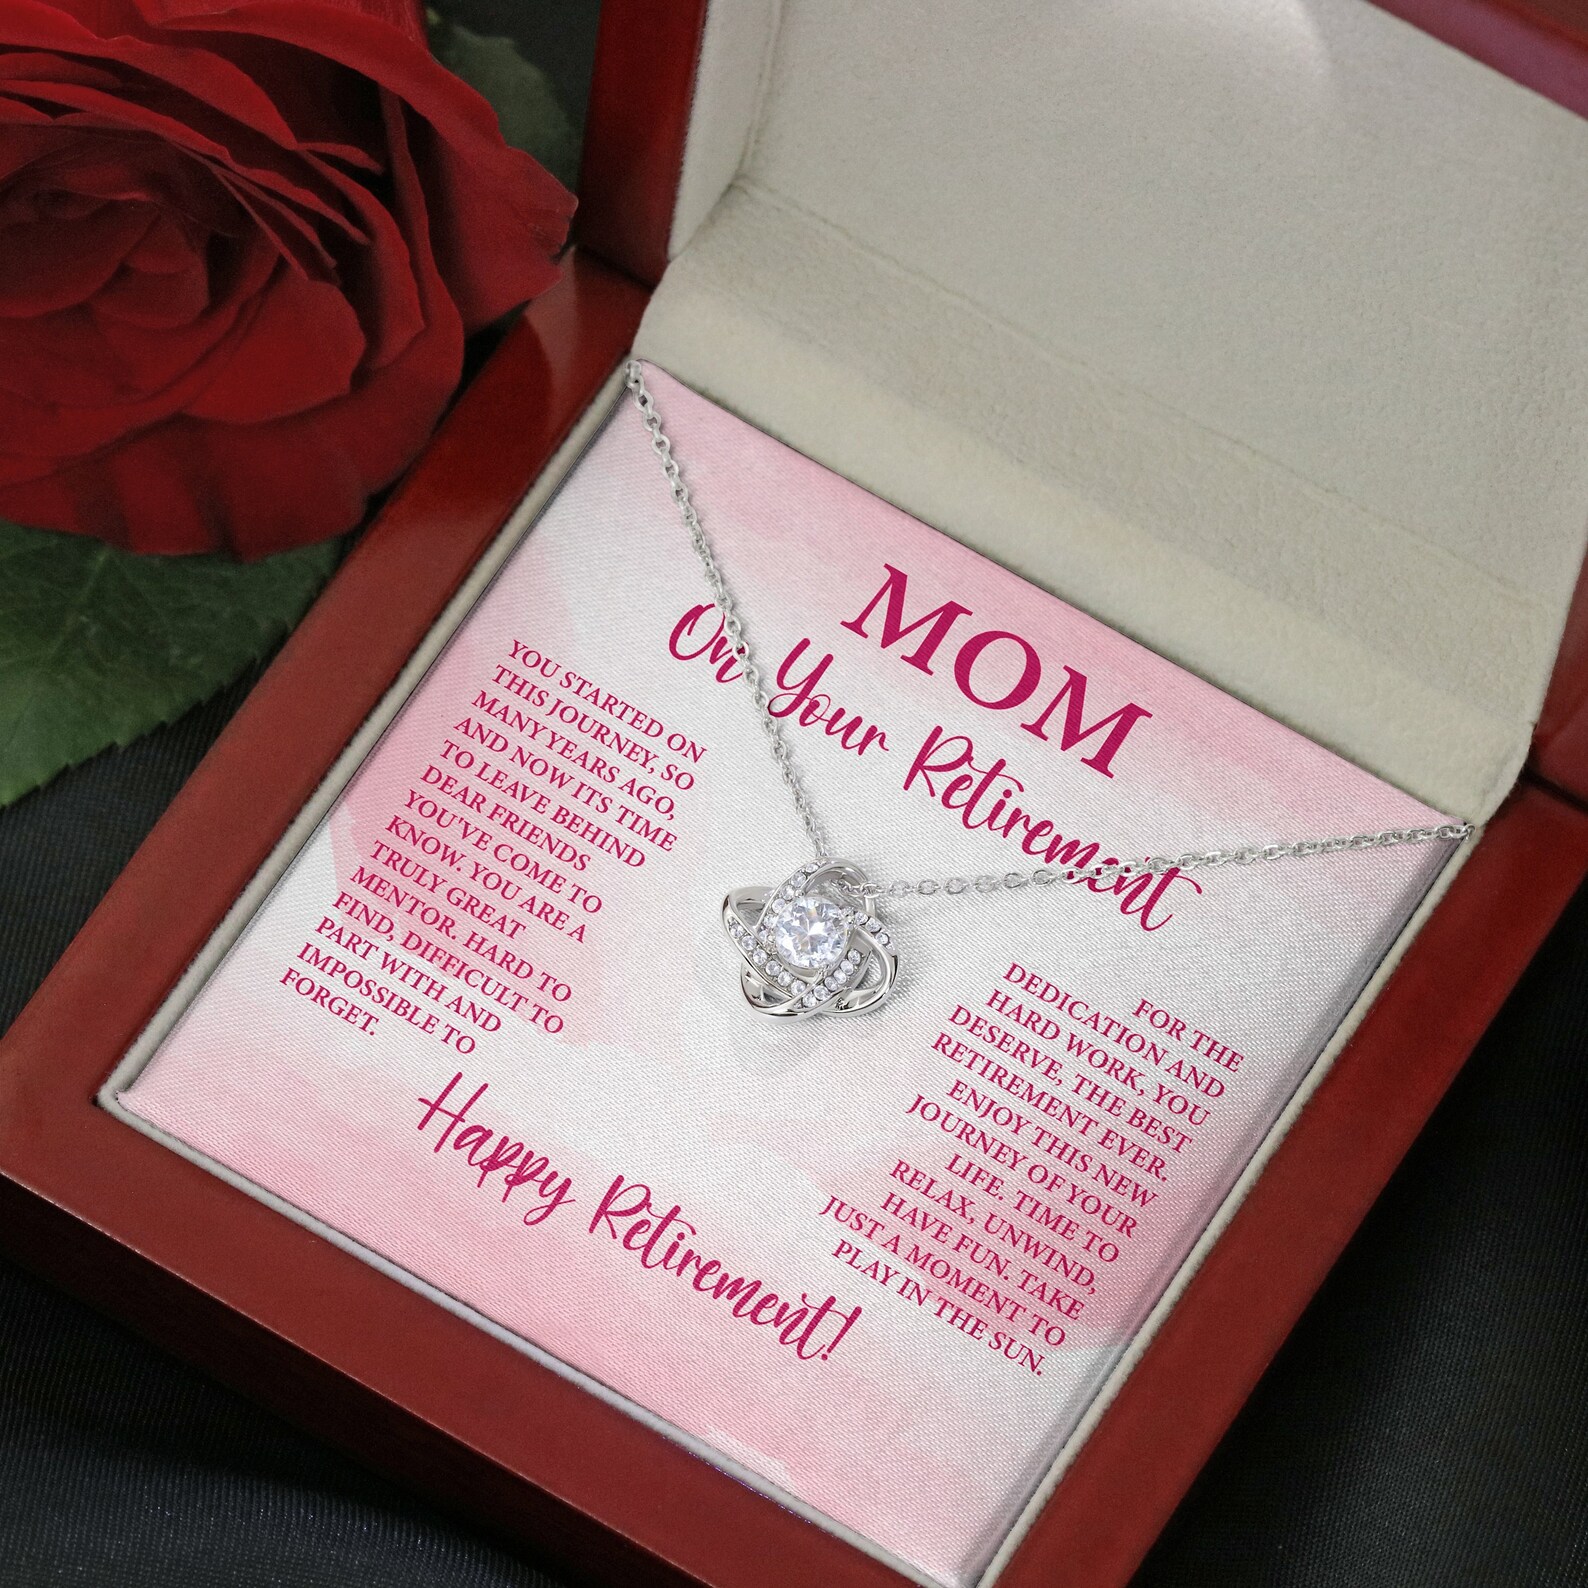 MOM
On Your Retirement
YOU STARTED ON
THIS JOURNEY, SO
MANY YEARS AGO,
AND NOW ITS TIME
TO LEAVE BEHIND
DEAR FRIENDS
YOU'VE COME TO
KNOW. YOU ARE A
TRULY GREAT
MENTOR. HARD TO
FIND, DIFFICULT TO
PART WITH AND
IMPOSSIBLE TO
FORGET.
FOR THE
DEDICATION AND
HARD WORK, YOU
DESERVE, THE BEST
RETIREMENT EVER.
ENJOY THIS NEW
JOURNEY OF YOUR
LIFE. TIME TO
RELAX, UNWIND,
HAVE FUN. TAKE
JUST A MOMENT TO
PLAY IN THE SUN.
Happy Retirement!